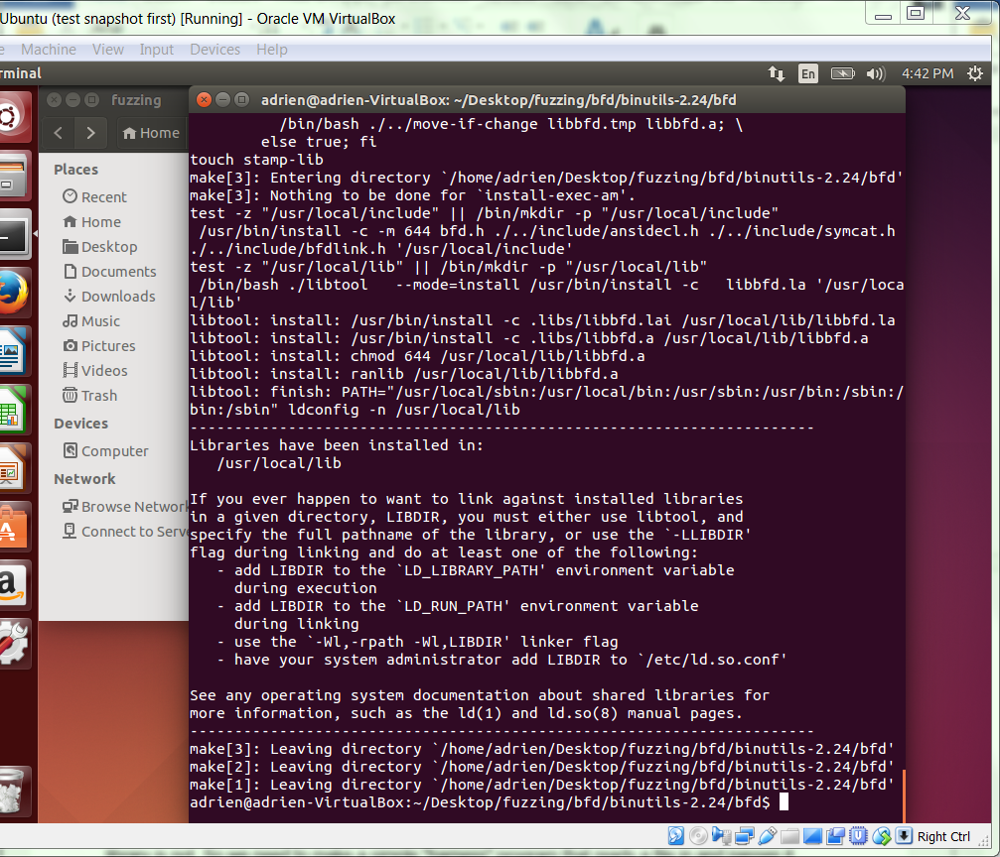 Ubuntu (test snapshot first) [Running] - Oracle VM VirtualBox
e Machine View Input Devices Help
rminal
En
4:42 PM
fuzzing
adrien@adrien-VirtualBox: ~/Desktop/fuzzing/bfd/binutils-2.24/bfd
Home
Places
Recent
Home
Desktop
Documents
Downloads
Music
Pictures
Videos
Trash
Devices
Computer
Network
Browse Network
Connect to Serv
/bin/bash ./../move-if-change libbfd.tmp libbfd.a; \
else true; fi
touch stamp-lib
make[3]: Entering directory `/home/adrien/Desktop/fuzzing/bfd/binutils-2.24/bfd'
make[3]: Nothing to be done for `install-exec-am'.
test -z "/usr/local/include" || /bin/mkdir -p "/usr/local/include"
/usr/bin/install -c -m 644 bfd.h ./../include/ansidecl.h ./../include/symcat.h
./../include/bfdlink.h '/usr/local/include'
test -z "/usr/local/lib" || /bin/mkdir -p "/usr/local/lib"
/bin/bash ./libtool   --mode=install /usr/bin/install -c   libbfd.la '/usr/loca
l/lib'
libtool: install: /usr/bin/install -c .libs/libbfd.lai /usr/local/lib/libbfd.la
libtool: install: /usr/bin/install -c .libs/libbfd.a /usr/local/lib/libbfd.a
libtool: install: chmod 644 /usr/local/lib/libbfd.a
libtool: install: ranlib /usr/local/lib/libbfd.a
libtool: finish: PATH="/usr/local/sbin:/usr/local/bin:/usr/sbin:/usr/bin:/sbin:/
bin:/sbin" ldconfig -n /usr/local/lib
----------------------------------------------------------------------
Libraries have been installed in:
/usr/local/lib
If you ever happen to want to link against installed libraries
in a given directory, LIBDIR, you must either use libtool, and
specify the full pathname of the library, or use the `-LLIBDIR'
flag during linking and do at least one of the following:
- add LIBDIR to the `LD_LIBRARY_PATH' environment variable
during execution
- add LIBDIR to the `LD_RUN_PATH' environment variable
during linking
- use the `-Wl,-rpath -Wl,LIBDIR' linker flag
- have your system administrator add LIBDIR to `/etc/ld.so.conf'
See any operating system documentation about shared libraries for
more information, such as the ld(1) and ld.so(8) manual pages.
----------------------------------------------------------------------
make[3]: Leaving directory `/home/adrien/Desktop/fuzzing/bfd/binutils-2.24/bfd'
make[2]: Leaving directory `/home/adrien/Desktop/fuzzing/bfd/binutils-2.24/bfd'
make[1]: Leaving directory `/home/adrien/Desktop/fuzzing/bfd/binutils-2.24/bfd'
adrien@adrien-VirtualBox:~/Desktop/fuzzing/bfd/binutils-2.24/bfd$
Right Ctrl